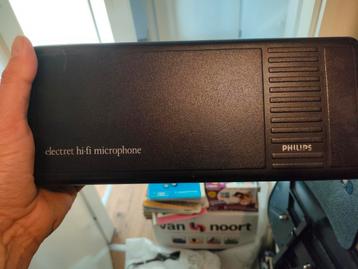 electret hi-fi microphone
PHILIPS
van noort